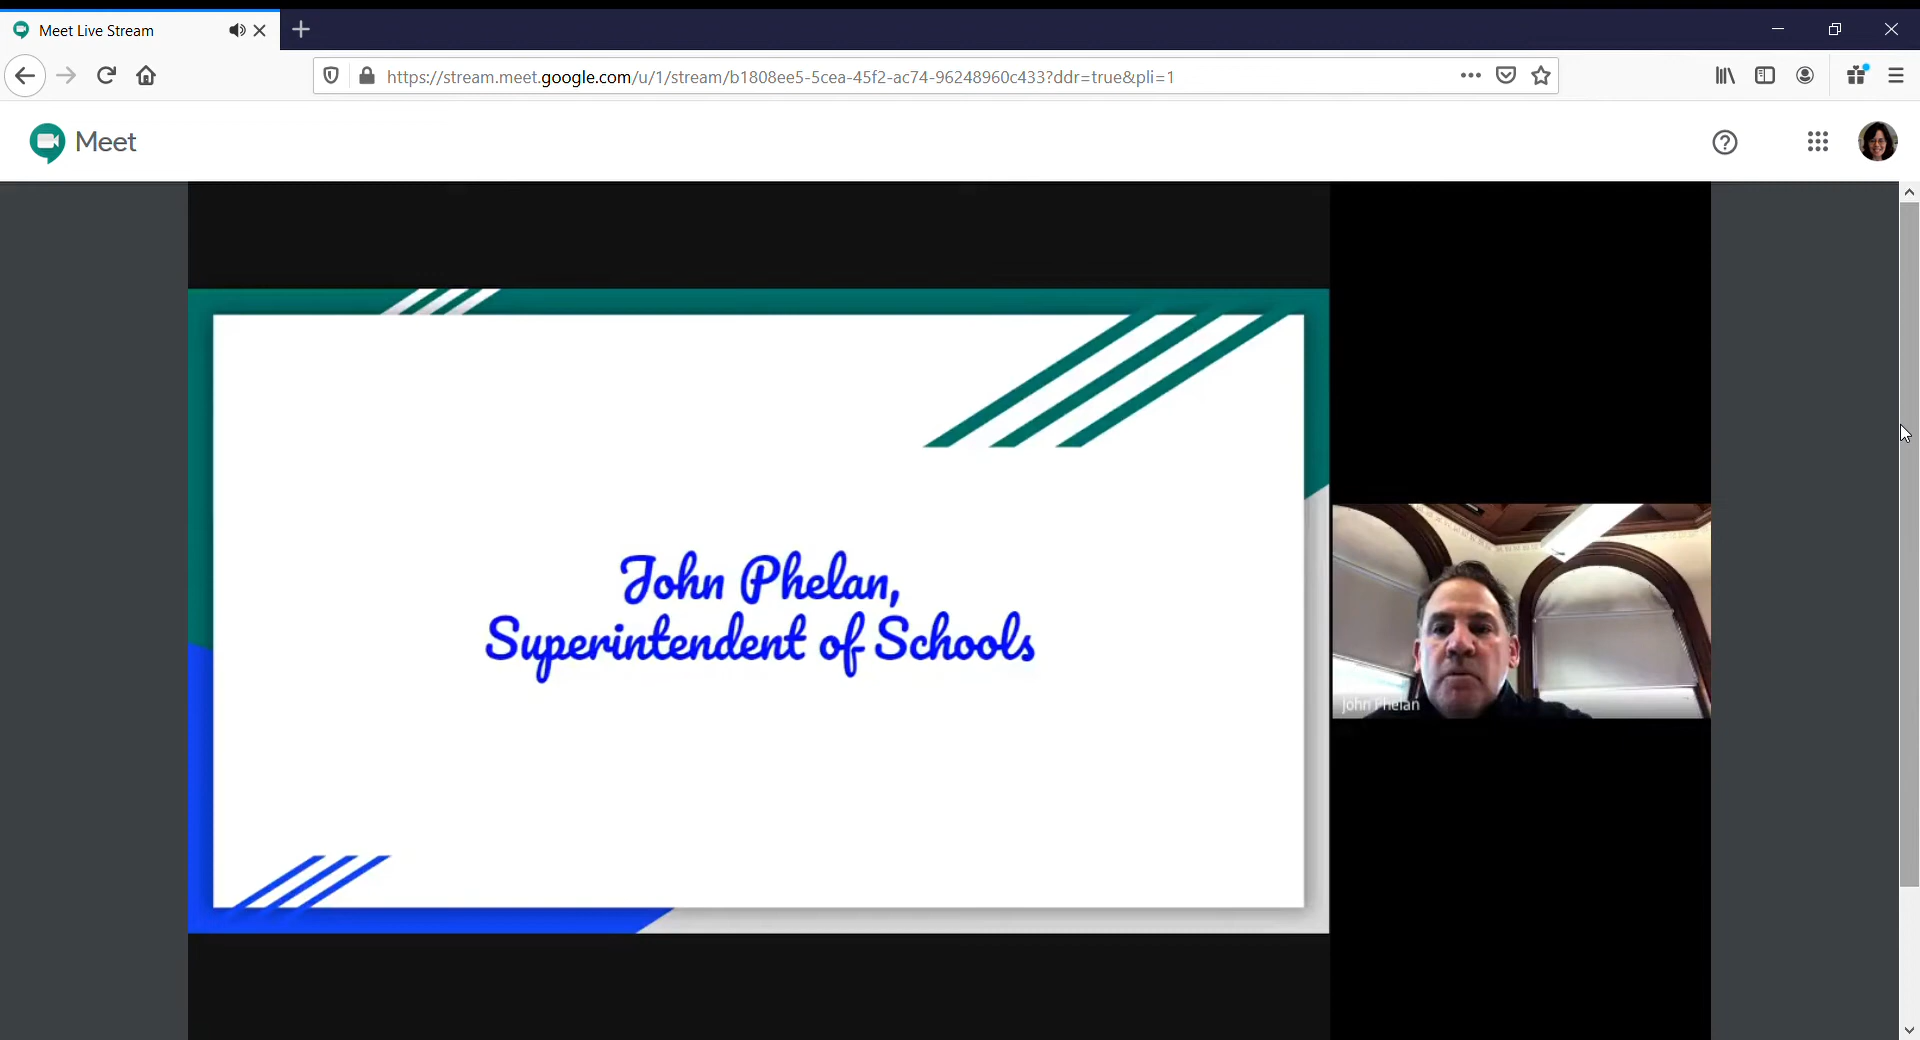 Meet Live Stream
https://stream.meet.google.com/u/1/stream/b1808ee5-5cea-45f2-ac74-96248960c433?ddr=true&pli=1
Meet
John Phelan,
Superintendent of Schools
John Phelan